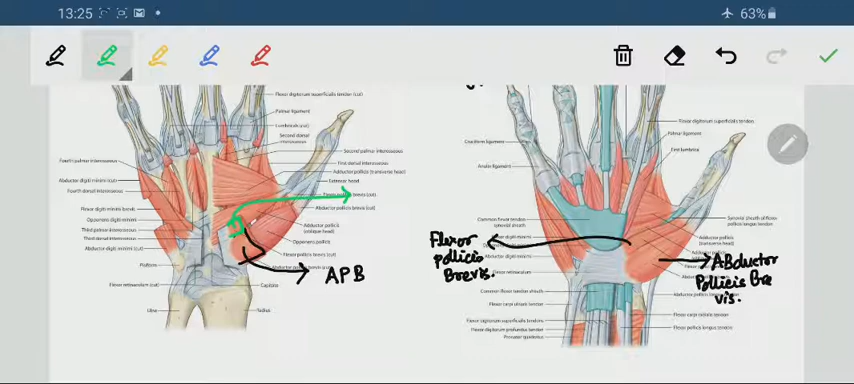 13:25
63%
Flexor digitorum superficialis tendon (cut)
Palmar ligament
Lumbricals (cut)
Second dorsal
interosseous
Second palmar interosseous
First dorsal interosseous
Adductor pollicis (transverse head)
Extensor hood
Abductor pollicis brevis (cut)
Adductor pollicis
(oblique head)
Opponens pollicis
Flexor pollicis brevis (cut)
Fourth palmar interosseous
Abductor digiti minimi (cut)
Fourth dorsal interosseous
Flexor digiti minimi brevis
Opponens digiti minimi
Third palmar interosseous
Third dorsal interosseous
Abductor digiti minimi (cut)
Pisiform
Flexor retinaculum (cut)
Capitate
Ulna
Radius
APB
Flexor digitorum superficialis tendon
Palmar ligament
First lumbrical
Cruciform ligament
Anular ligament
Common flexor tendon
synovial sheath
Synovial sheath of flexor
pollicis longus tendon
Adductor pollicis
(transverse head)
Abductor digiti minimi
Flexor retinaculum
Common flexor tendon sheath
Flexor carpi ulnaris tendon
Flexor digitorum superficialis tendons
Flexor digitorum profundus tendon
Pronator quadratus
Flexor carpi radialis tendon
Flexor pollicis longus tendon
Flexor
pollicis
Brevis.
ABductor
Pollicis Bre
vis.